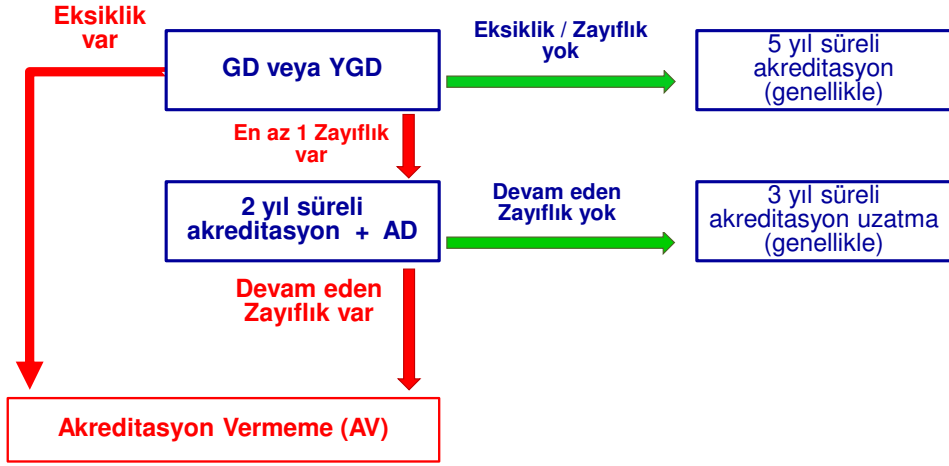 Eksiklik
var
GD veya YGD
Eksiklik / Zayıflık
yok
5 yıl süreli
akreditasyon
(genellikle)
En az 1 Zayıflık
var
2 yıl süreli
akreditasyon + AD
Devam eden
Zayıflık yok
3 yıl süreli
akreditasyon uzatma
(genellikle)
Devam eden
Zayıflık var
Akreditasyon Vermeme (AV)